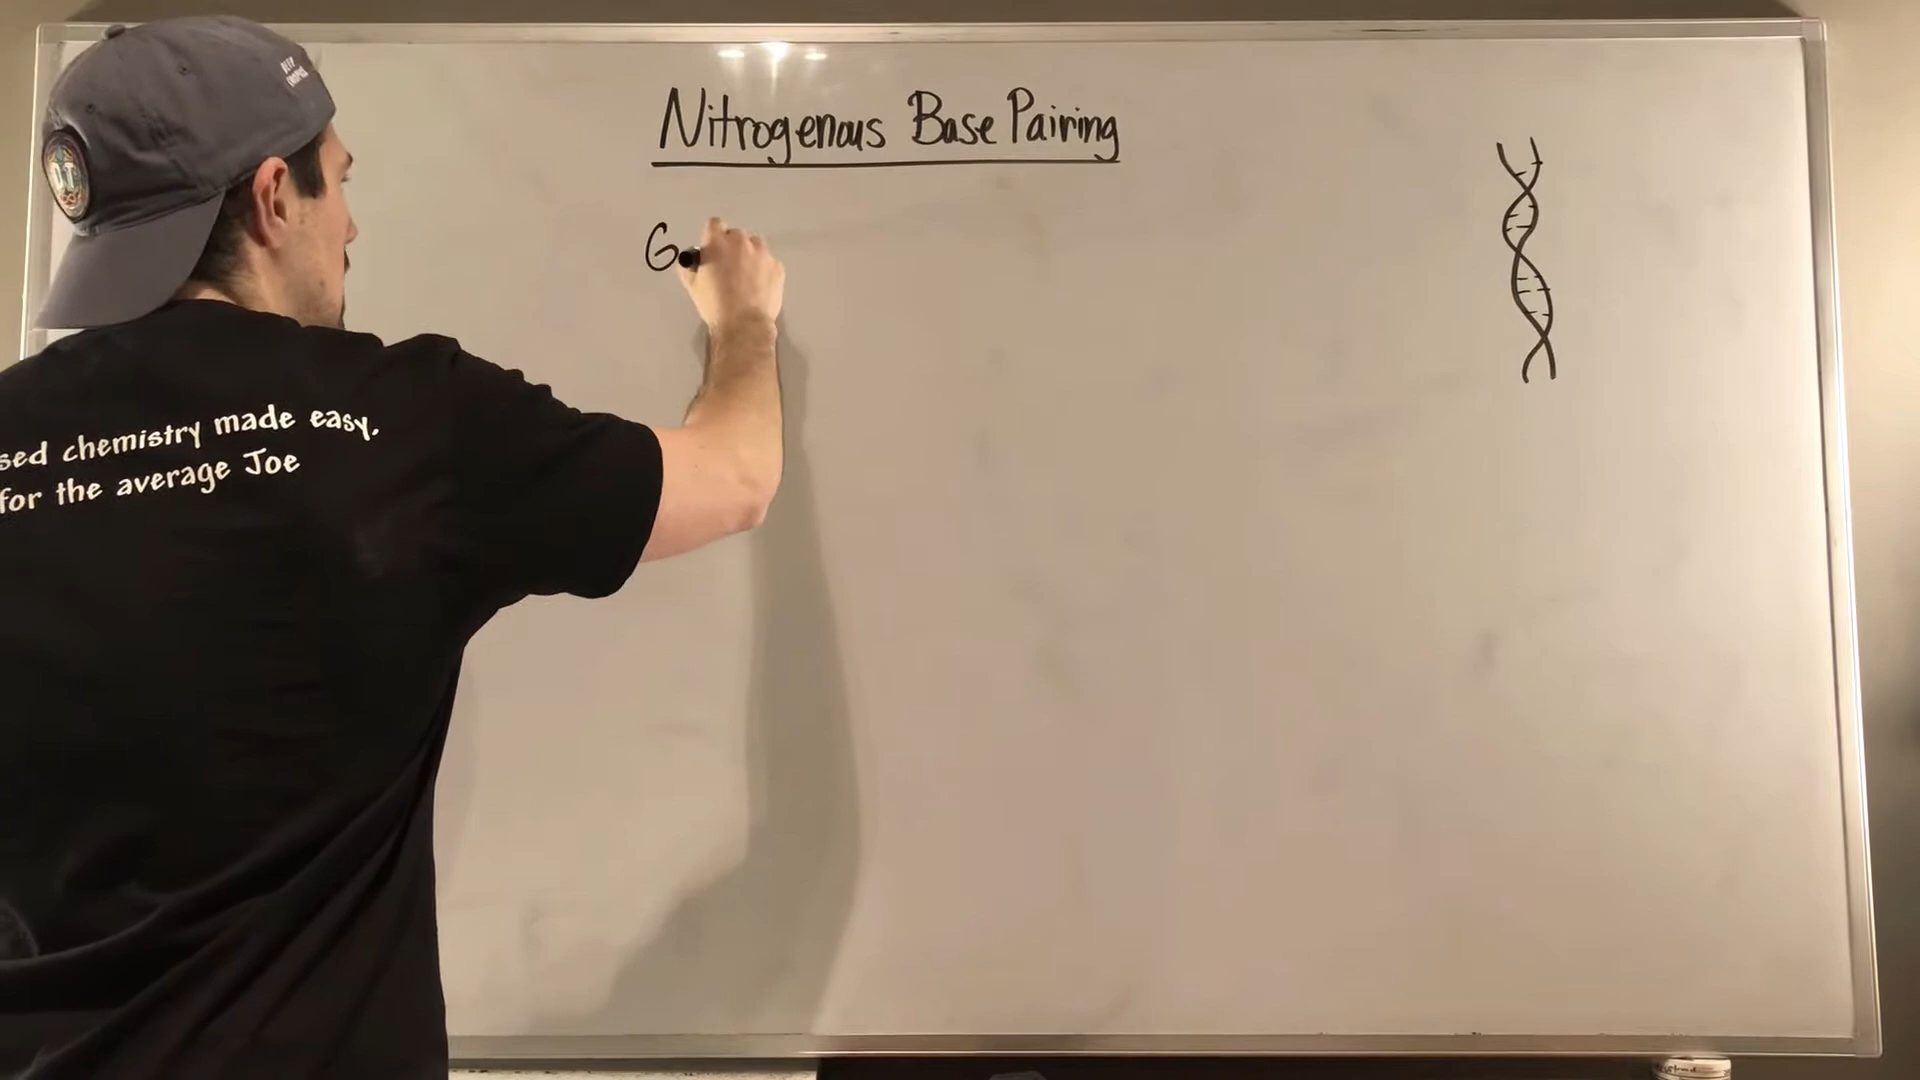 Nitrogenous Base Pairing
G
sed chemistry made easy.
for the average Joe